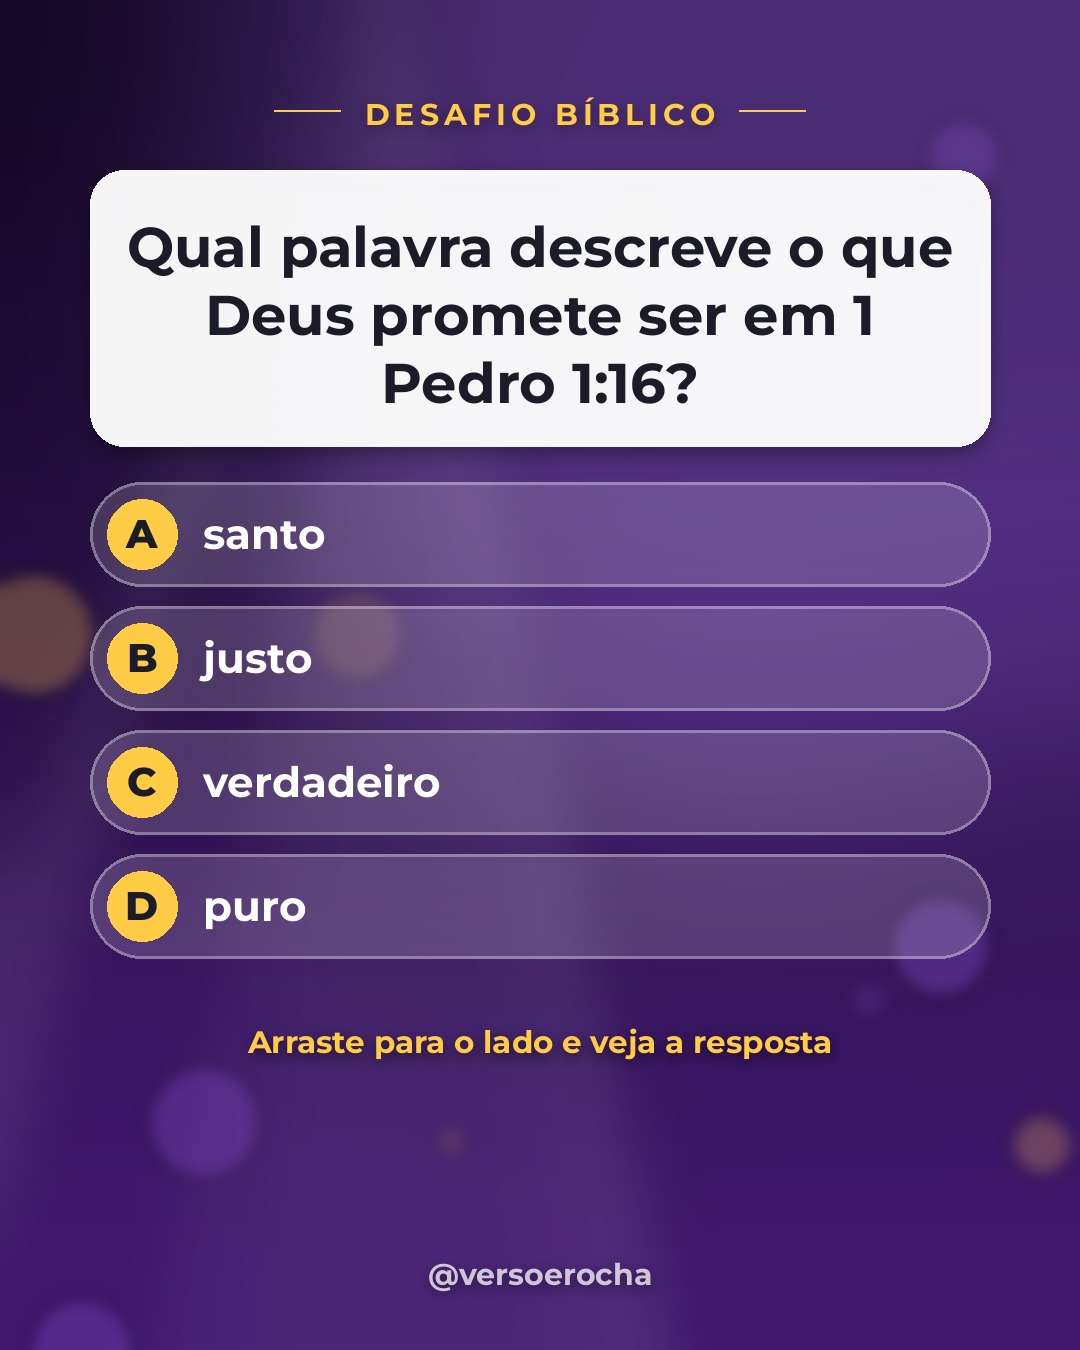 DESAFIO BÍBLICO
Qual palavra descreve o que
Deus promete ser em 1
Pedro 1:16?
A santo
B justo
C verdadeiro
D puro
Arraste para o lado e veja a resposta
@versoerocha